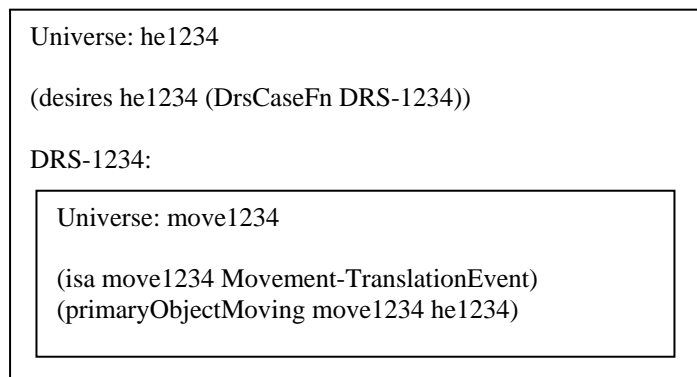 Universe: he1234
(desires he1234 (DrsCaseFn DRS-1234))
DRS-1234:
Universe: move1234
(isa move1234 Movement-TranslationEvent)
(primaryObjectMoving move1234 he1234)